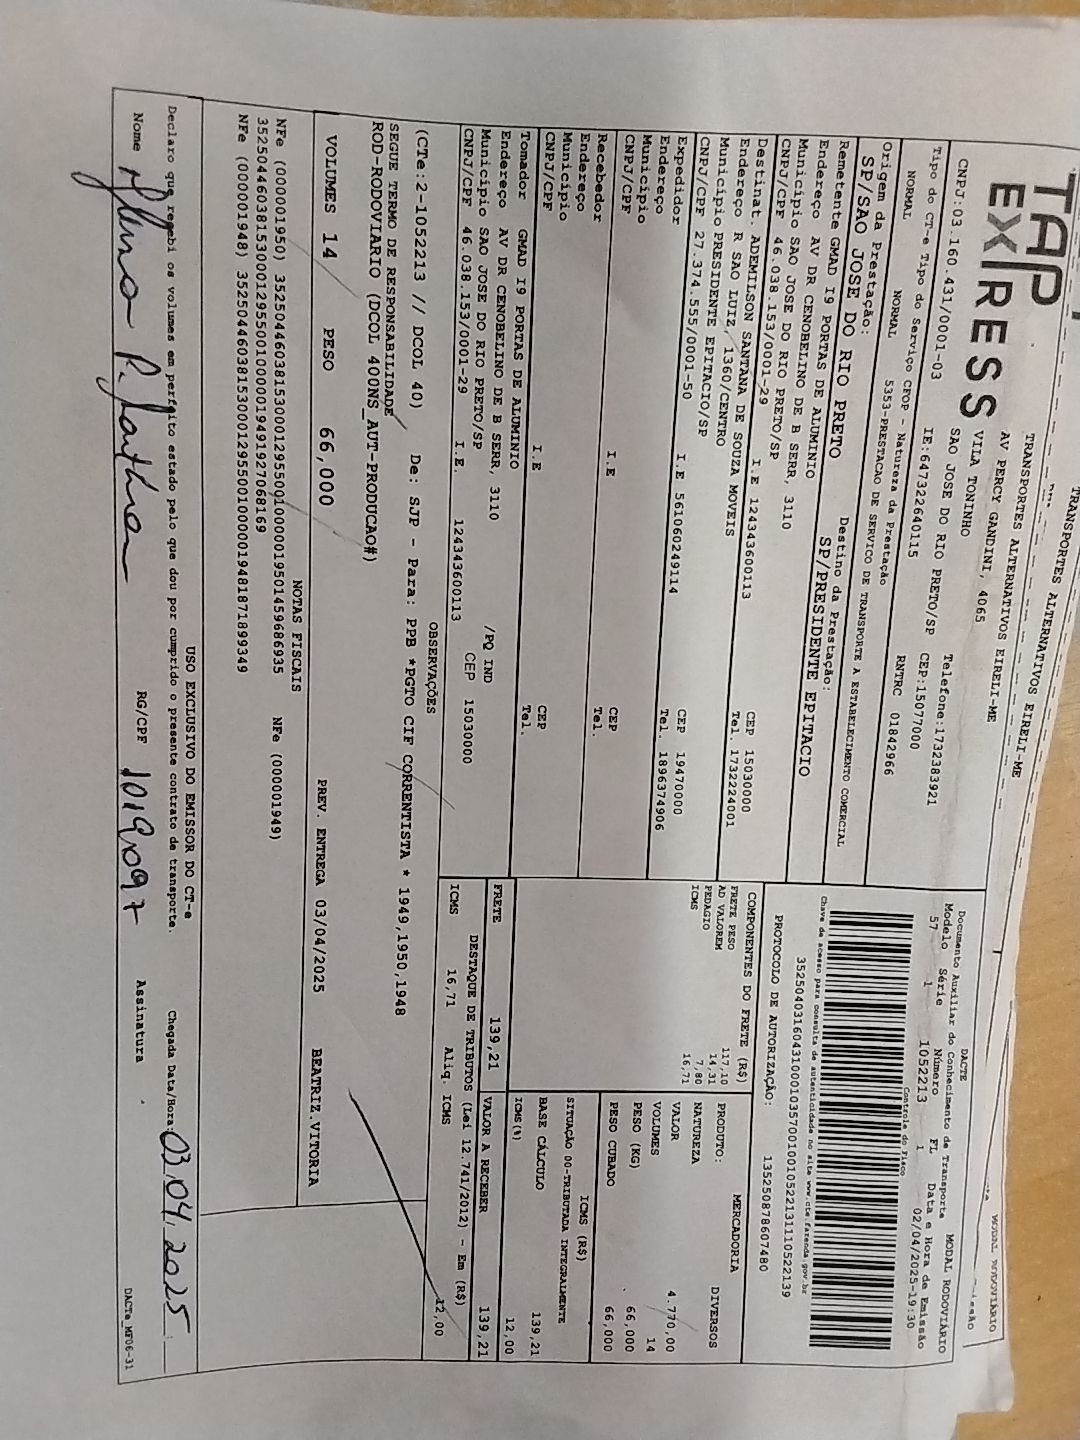 TRANSPORTES ALTERNATIVOS EIRELI-ME
MODAL RODOVIÁRIO
TAP
EXPRESS
TRANSPORTES ALTERNATIVOS EIRELI-ME
AV PERCY GANDINI, 4065
VILA TONINHO
SAO JOSE DO RIO PRETO/SP CEP:15077000
Telefone:1732383921
CNPJ:03.160.431/0001-03 IE:647322640115 RNTRC 01842966
DACTE
Documento Auxiliar do Conhecimento de Transporte MODAL RODOVIÁRIO
Modelo Série Número FL Data e Hora de Emissão
57 1 1052213 1 02/04/2025-19:30
Controle do Fisco
Chave de acesso para consulta de autenticidade no site www.cte.fazenda.gov.br
PROTOCOLO DE AUTORIZAÇÃO: 135250878607480
Tipo do CT-e Tipo do Serviço CFOP - Natureza da Prestação
NORMAL NORMAL 5353-PRESTACAO DE SERVICO DE TRANSPORTE A ESTABELECIMENTO COMERCIAL
Origem da Prestação: Destino da Prestação:
SP/SAO JOSE DO RIO PRETO SP/PRESIDENTE EPITACIO
Remetente GMAD I9 PORTAS DE ALUMINIO
Endereço AV DR CENOBELINO DE B SERR, 3110
Município SAO JOSE DO RIO PRETO/SP CEP 15030000
CNPJ/CPF 46.038.153/0001-29 I.E 124343600113 Tel. 1732224001
Destinat. ADEMILSON SANTANA DE SOUZA MOVEIS
Endereço R SAO LUIZ, 1360/CENTRO
Município PRESIDENTE EPITACIO/SP CEP 19470000
CNPJ/CPF 27.374.555/0001-50 I.E 561060249114 Tel. 1896374906
Expedidor
Endereço
Município CEP
CNPJ/CPF I.E Tel.
Recebedor
Endereço
Município CEP
CNPJ/CPF I.E Tel.
Tomador GMAD I9 PORTAS DE ALUMINIO
Endereço AV DR CENOBELINO DE B SERR, 3110 /PQ IND
Município SAO JOSE DO RIO PRETO/SP CEP 15030000
CNPJ/CPF 46.038.153/0001-29 I.E. 124343600113
COMPONENTES DO FRETE (R$)
FRETE PESO 117,10
AD VALOREM 14,31
PEDAGIO 7,80
ICMS 16,71
MERCADORIA
PRODUTO: DIVERSOS
NATUREZA
VALOR 4.770,00
VOLUMES 14
PESO (KG) 66,000
PESO CUBADO 66,000
ICMS (R$)
SITUAÇÃO 00-TRIBUTADA INTEGRALMENTE
BASE CÁLCULO 139,21
ICMS(%) 12,00
FRETE 139,21 VALOR A RECEBER 139,21
DESTAQUE DE TRIBUTOS (Lei 12.741/2012) - Em (R$)
ICMS 16,71 Aliq. ICMS 12,00
OBSERVAÇÕES
(CTe:2-1052213 // DCOL 40) De: SJP - Para: PPB *PGTO CIF CORRENTISTA * 1949,1950,1948
SEGUE TERMO DE RESPONSABILIDADE
ROD-RODOVIARIO (DCOL 400NS_AUT-PRODUCAO#)
VOLUMES 14 PESO 66,000 PREV. ENTREGA 03/04/2025 BEATRIZ.VITORIA
NOTAS FISCAIS
NFe (000001950) NFe (000001949)
NFe (000001948)
USO EXCLUSIVO DO EMISSOR DO CT-e
Declaro que recebi os volumes em perfeito estado pelo que dou por cumprido o presente contrato de transporte. Chegada Data/Hora: 03.04.2025
Nome RG/CPF 1019,097 Assinatura
DACTe_MF06-31